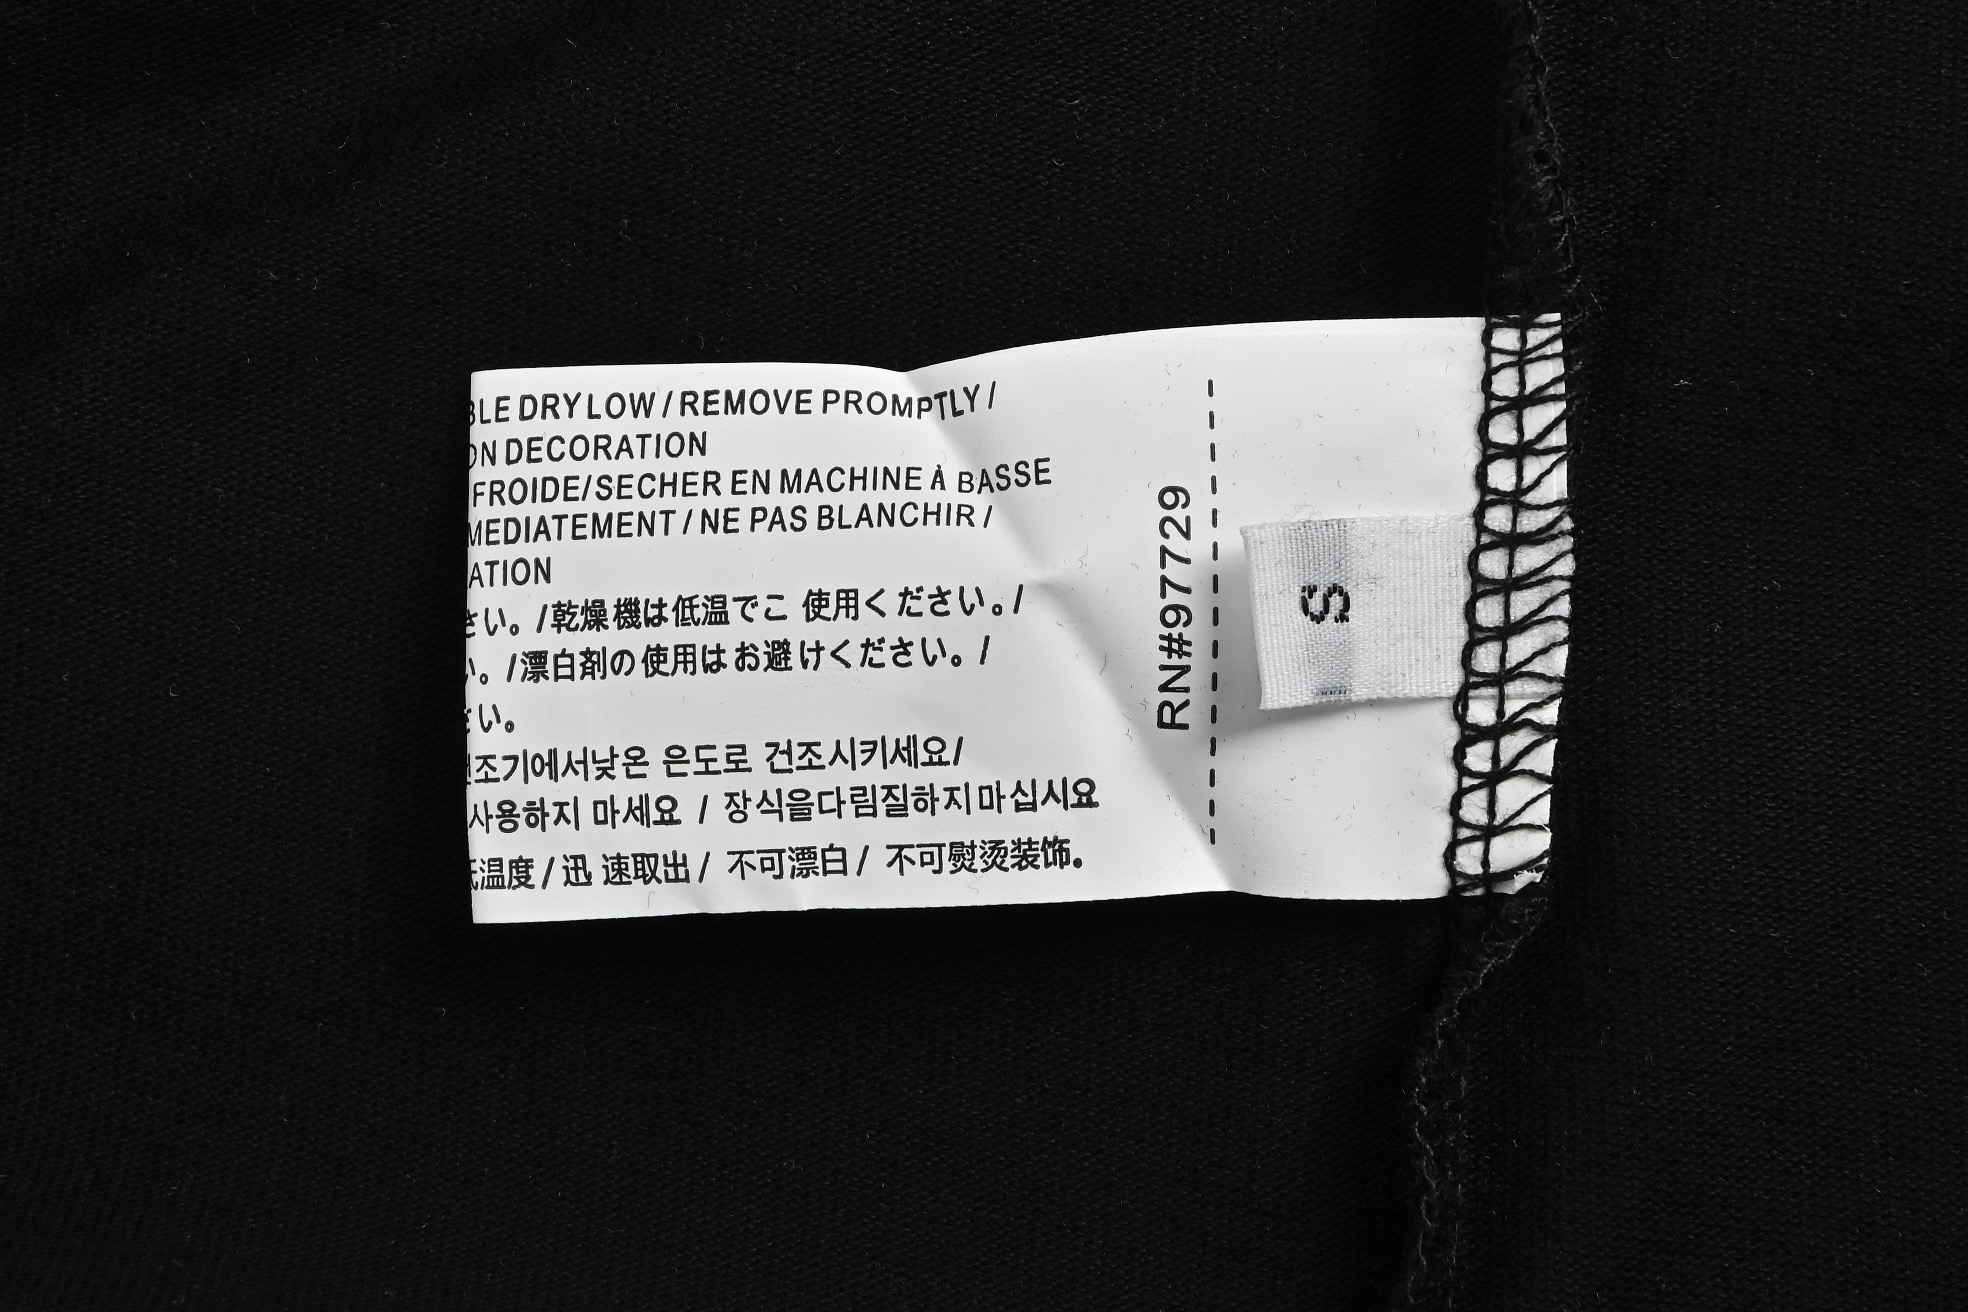 BLE DRY LOW / REMOVE PROMPTLY /
ON DECORATION
FROIDE/SECHER EN MACHINE À BASSE
MEDIATEMENT / NE PAS BLANCHIR /
ATION
さい。/乾燥機は低温でご 使用ください。/
い。/漂白剤の使用はお避けください。/
さい。
건조기에서낮온 은도로 건조시키세요/
사용하지 마세요 / 장식을다림질하지마십시요
低温度 / 迅 速取出 / 不可漂白 / 不可熨烫装饰。
RN#97729
S